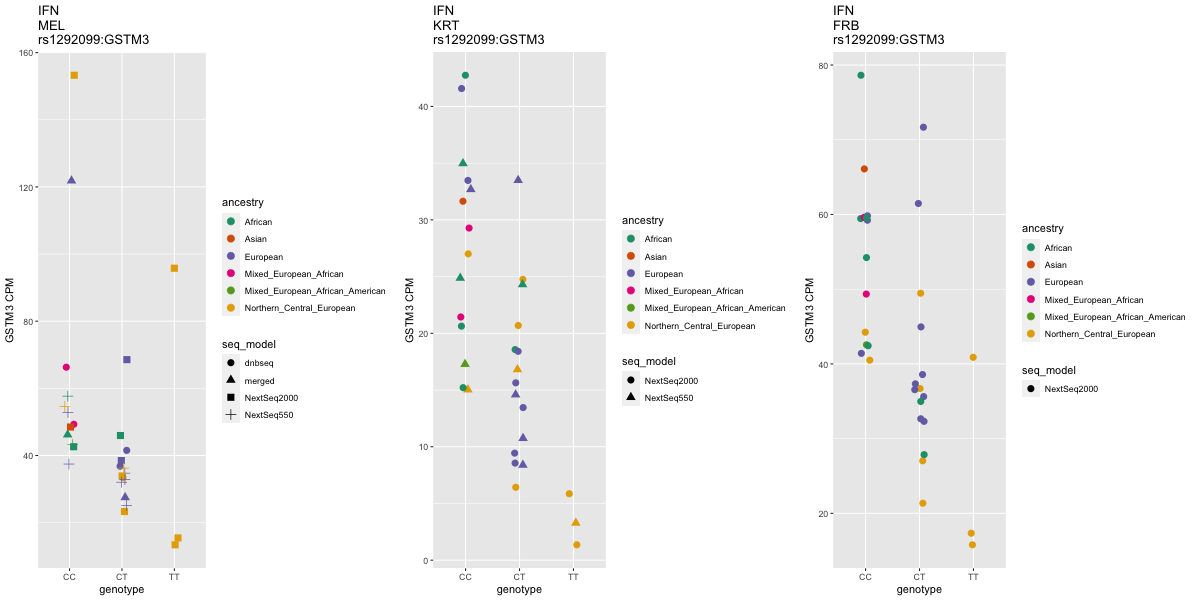 IFN
MEL
rs1292099:GSTM3
GSTM3 CPM
160
120
80
40
CC
CT
TT
genotype
ancestry
African
Asian
European
Mixed_European_African
Mixed_European_African_American
Northern_Central_European
seq_model
dnbseq
merged
NextSeq2000
NextSeq550
IFN
KRT
rs1292099:GSTM3
GSTM3 CPM
40
30
20
10
0
CC
CT
TT
genotype
ancestry
African
Asian
European
Mixed_European_African
Mixed_European_African_American
Northern_Central_European
seq_model
NextSeq2000
NextSeq550
IFN
FRB
rs1292099:GSTM3
GSTM3 CPM
80
60
40
20
CC
CT
TT
genotype
ancestry
African
Asian
European
Mixed_European_African
Mixed_European_African_American
Northern_Central_European
seq_model
NextSeq2000